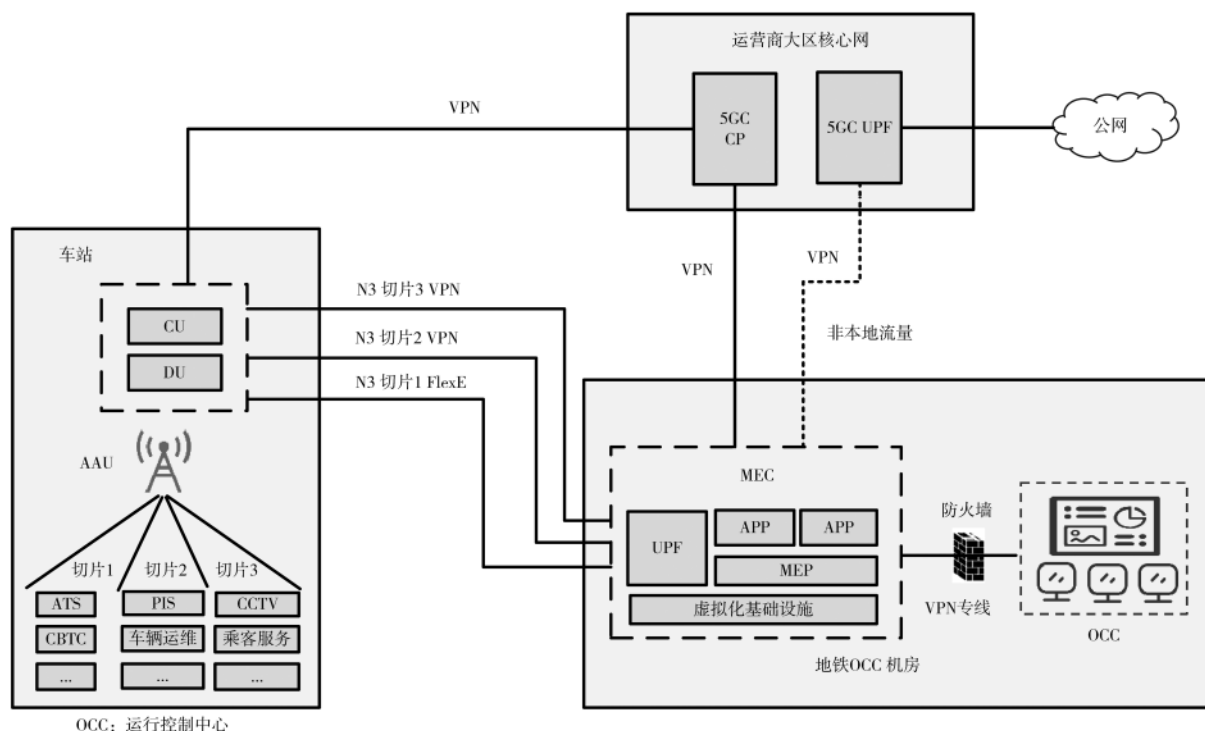 运营商大区核心网
VPN
5GC
CP
5GC UPF
公网
车站
VPN
VPN
CU
DU
N3 切片3 VPN
N3 切片2 VPN
N3 切片1 FlexE
非本地流量
AAU
MEC
切片1
切片2
切片3
ATS
PIS
CCTV
CBTC
车辆运维
乘客服务
...
...
...
UPF
APP
APP
MEP
虚拟化基础设施
防火墙
VPN专线
OCC
地铁OCC 机房
OCC：运行控制中心